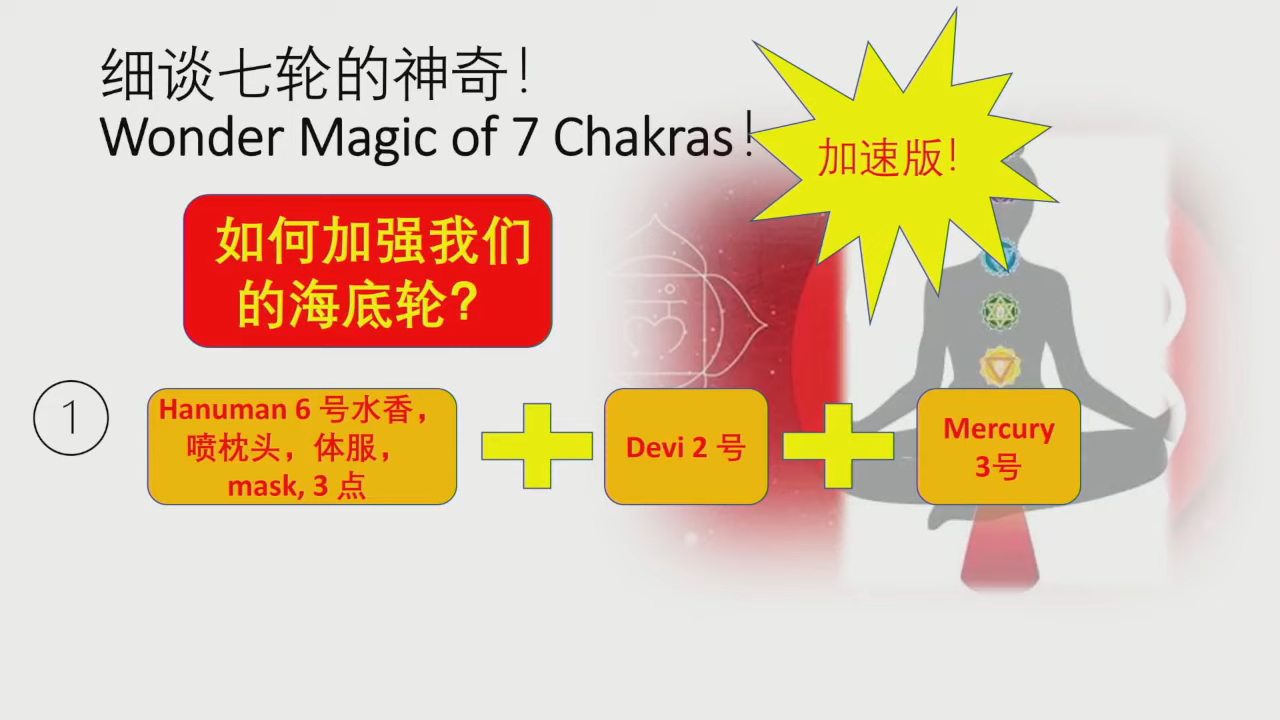 细谈七轮的神奇！
Wonder Magic of 7 Chakras！
加速版！
如何加强我们
的海底轮？
1
Hanuman 6 号水香，
喷枕头，体服，
mask, 3 点
Devi 2 号
Mercury
3号